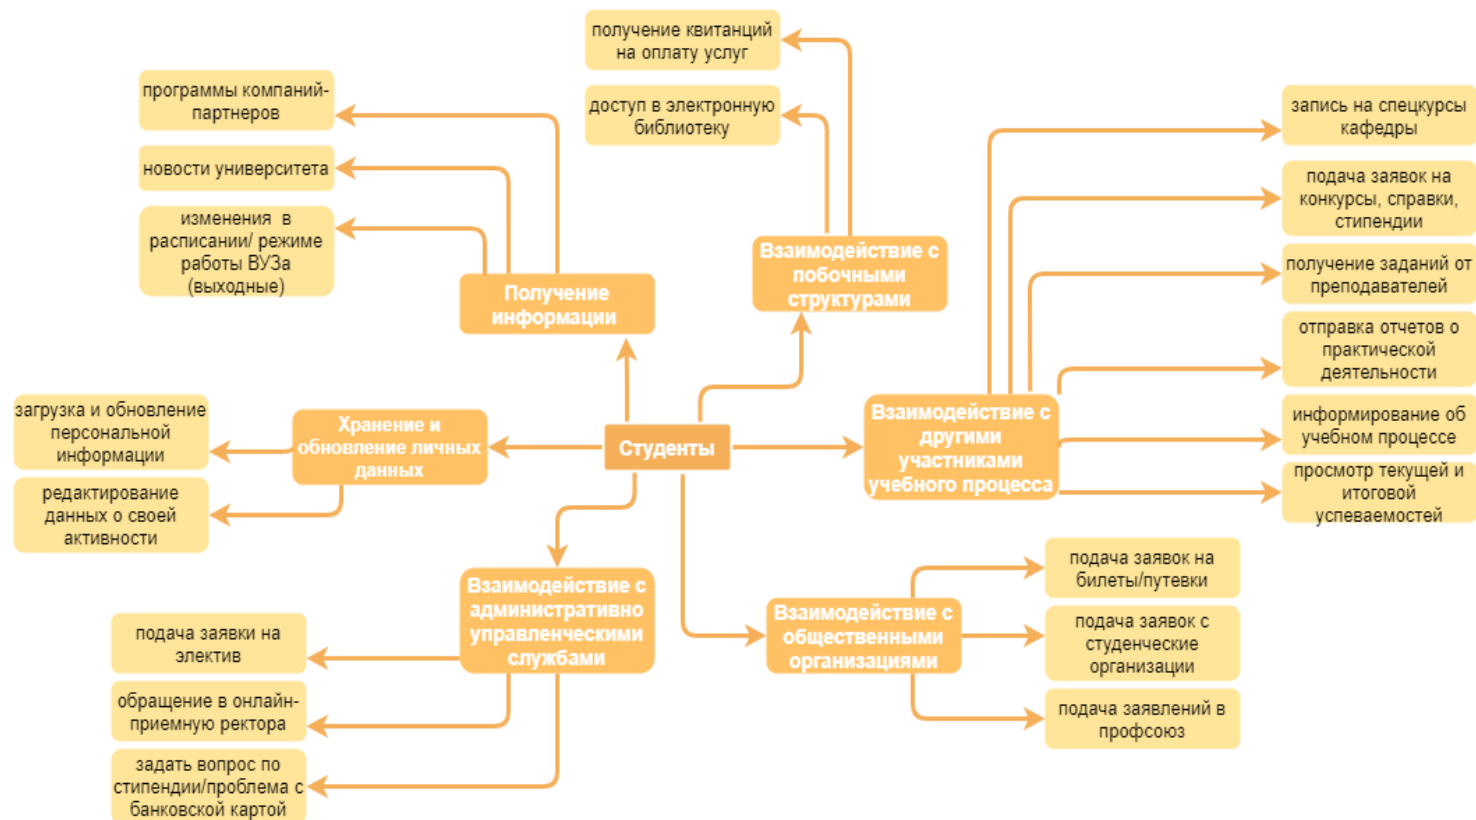 получение квитанций
на оплату услуг
программы компаний-
партнеров
доступ в электронную
библиотеку
запись на спецкурсы
кафедры
новости университета
подача заявок на
конкурсы, справки,
стипендии
изменения в
расписании/ режиме
работы ВУЗа
(выходные)
Взаимодействие с
побочными
структурами
получение заданий от
преподавателей
Получение
информации
отправка отчетов о
практической
деятельности
загрузка и обновление
персональной
информации
Хранение и
обновление личных
данных
Студенты
Взаимодействие с
другими
участниками
учебного процесса
информирование об
учебном процессе
просмотр текущей и
итоговой
успеваемостей
редактирование
данных о своей
активности
подача заявок на
билеты/путевки
Взаимодействие с
административно
управленческими
службами
Взаимодействие с
общественными
организациями
подача заявок с
студенческие
организации
подача заявки на
электив
обращение в онлайн-
приемную ректора
подача заявлений в
профсоюз
задать вопрос по
стипендии/проблема с
банковской картой